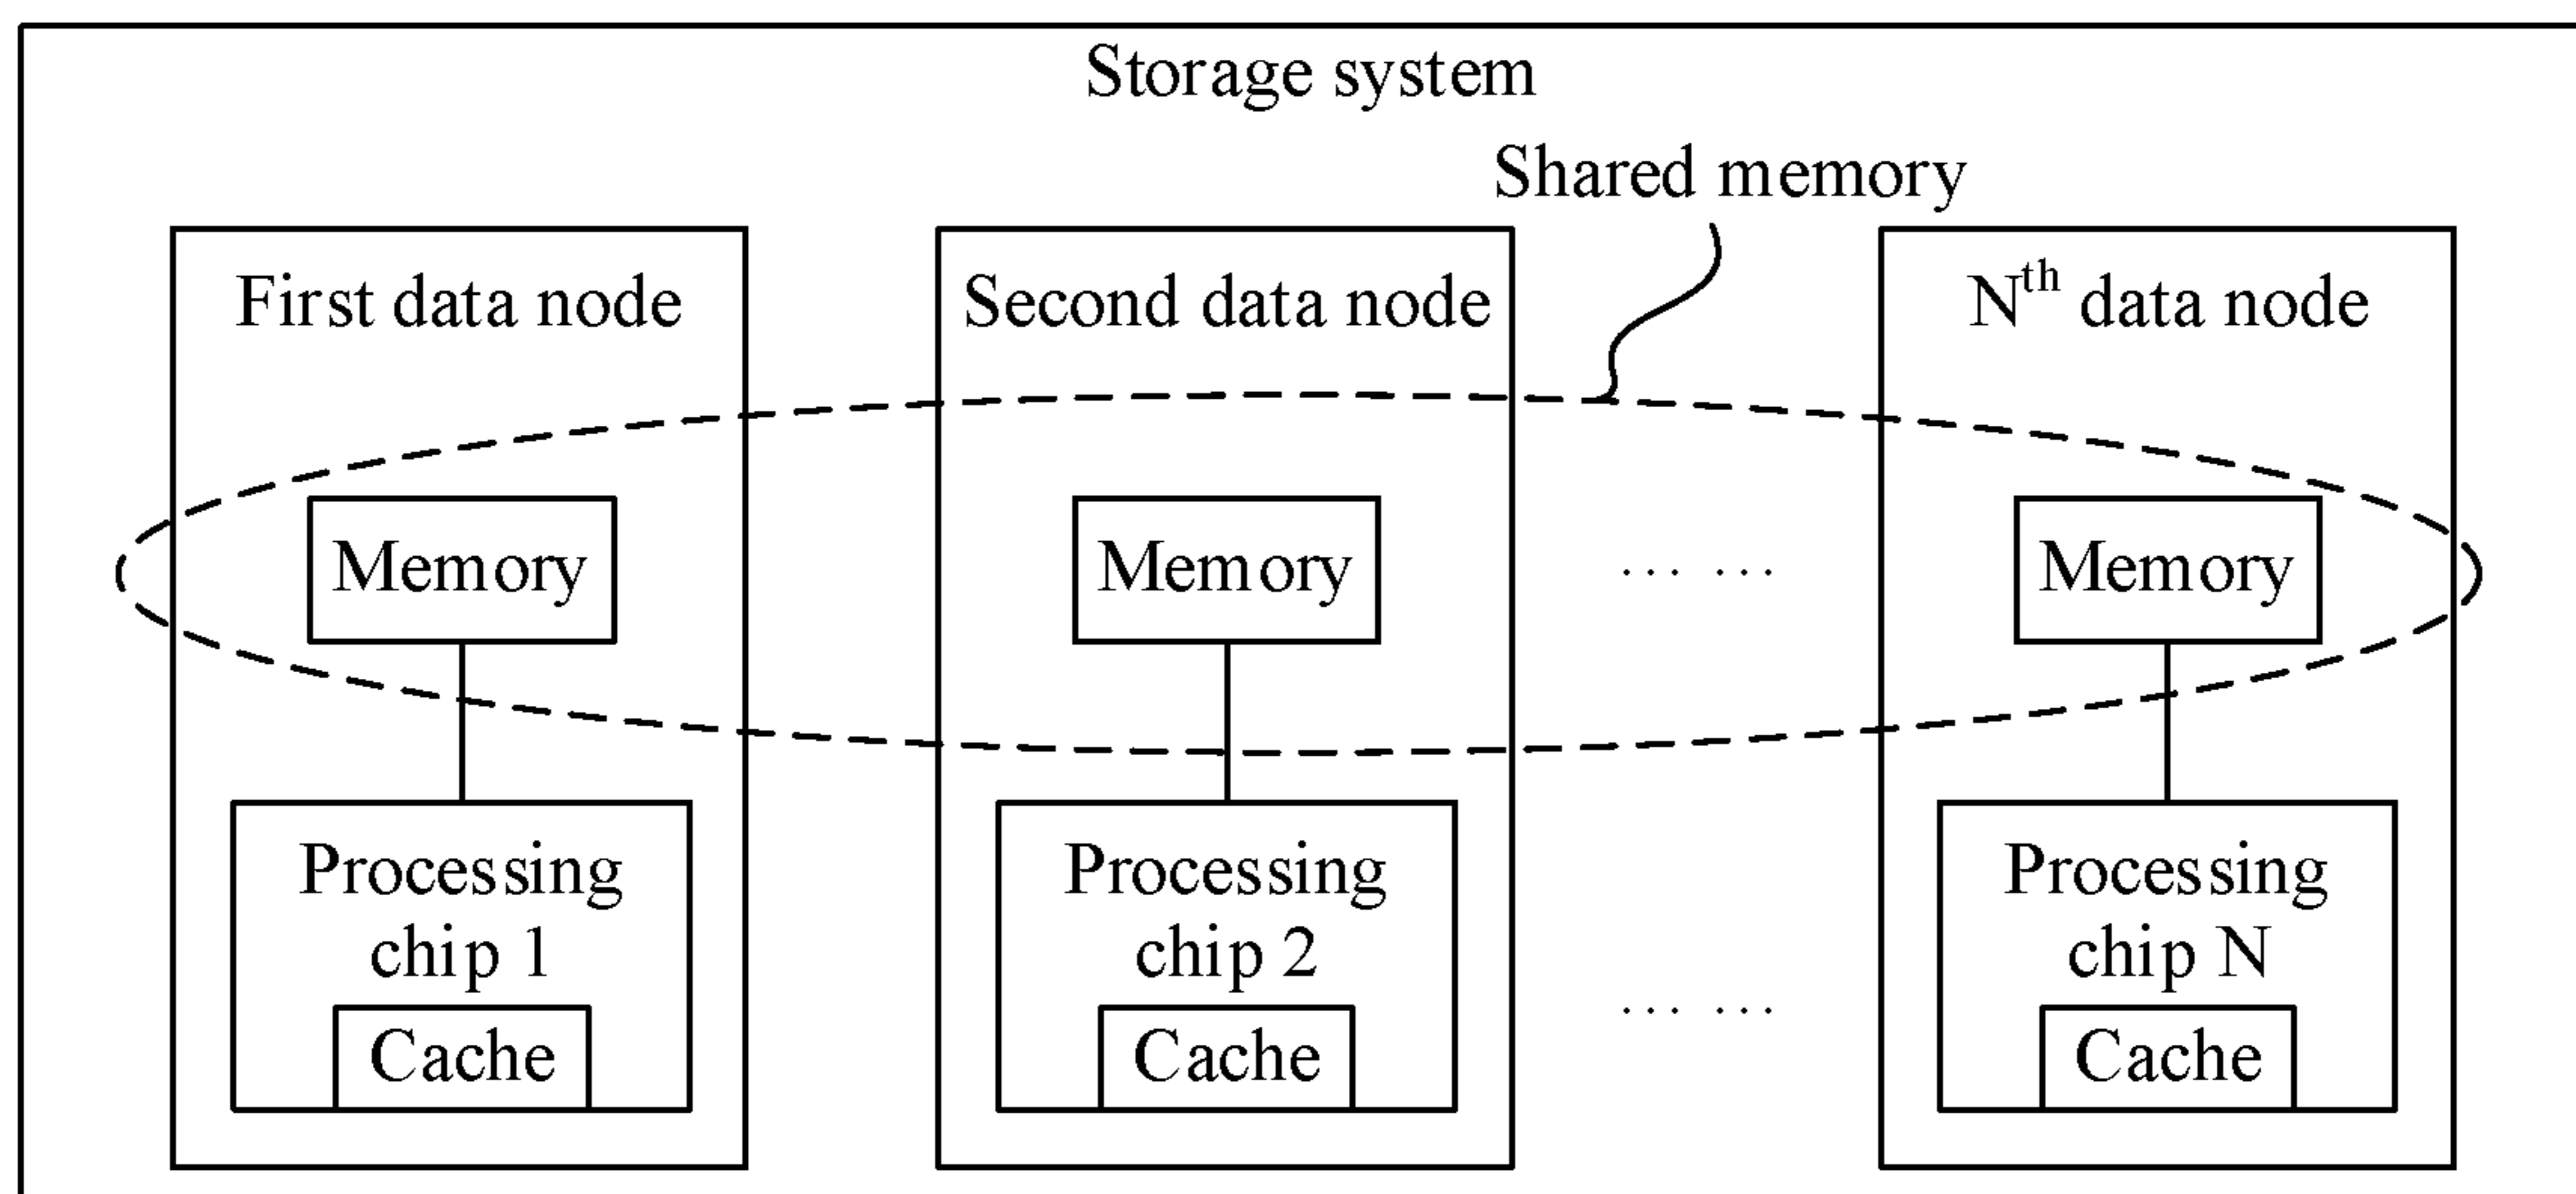 Storage system
Shared memory
First data node
Second data node
Nth data node
Memory
Memory
... ...
Memory
Processing
chip 1
Processing
chip 2
Processing
chip N
... ...
Cache
Cache
Cache